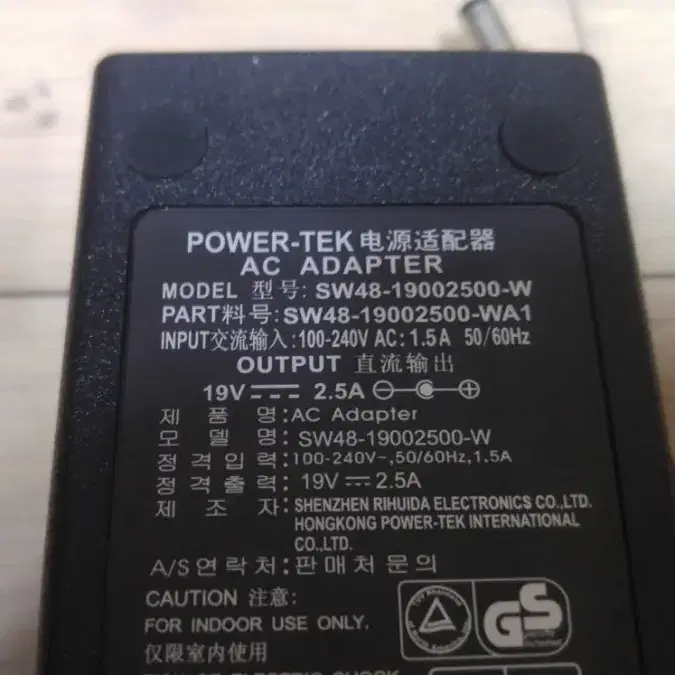 POWER-TEK 电源适配器
AC ADAPTER
MODEL 型号: SW48-19002500-W
PART料号: SW48-19002500-WA1
INPUT交流输入:100-240V AC: 1.5A 50/60Hz
OUTPUT 直流输出
19V 2.5A
제 품 명: AC Adapter
모 델 명: SW48-19002500-W
정격입력:100-240V~,50/60Hz,1.5A
정격출력: 19V 2.5A
제 조 자: SHENZHEN RIHUIDA ELECTRONICS CO.,LTD.
HONGKONG POWER-TEK INTERNATIONAL
CO.,LTD.
A/S연락처:판매처문의
CAUTION 注意:
FOR INDOOR USE ONLY.
仅限室内使用
GS